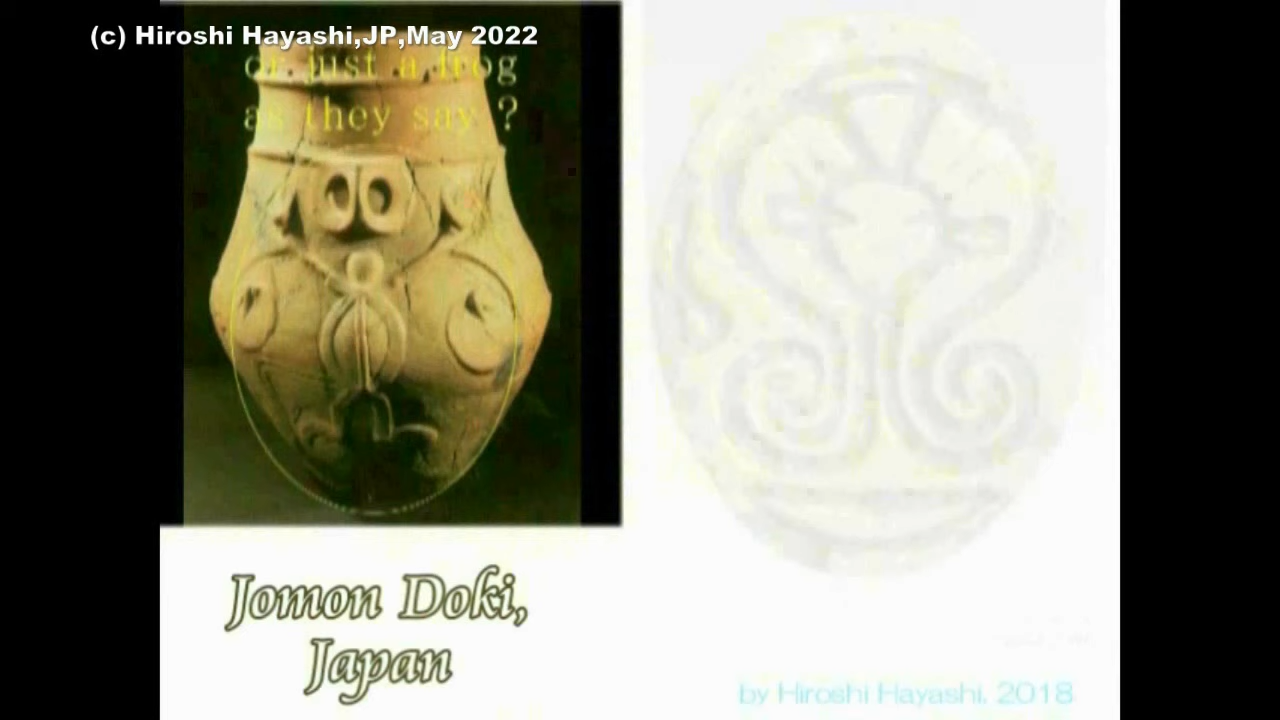 (c) Hiroshi Hayashi,JP,May 2022
or just a frog
as they say ?
Jomon Doki,
Japan
by Hiroshi Hayashi, 2018